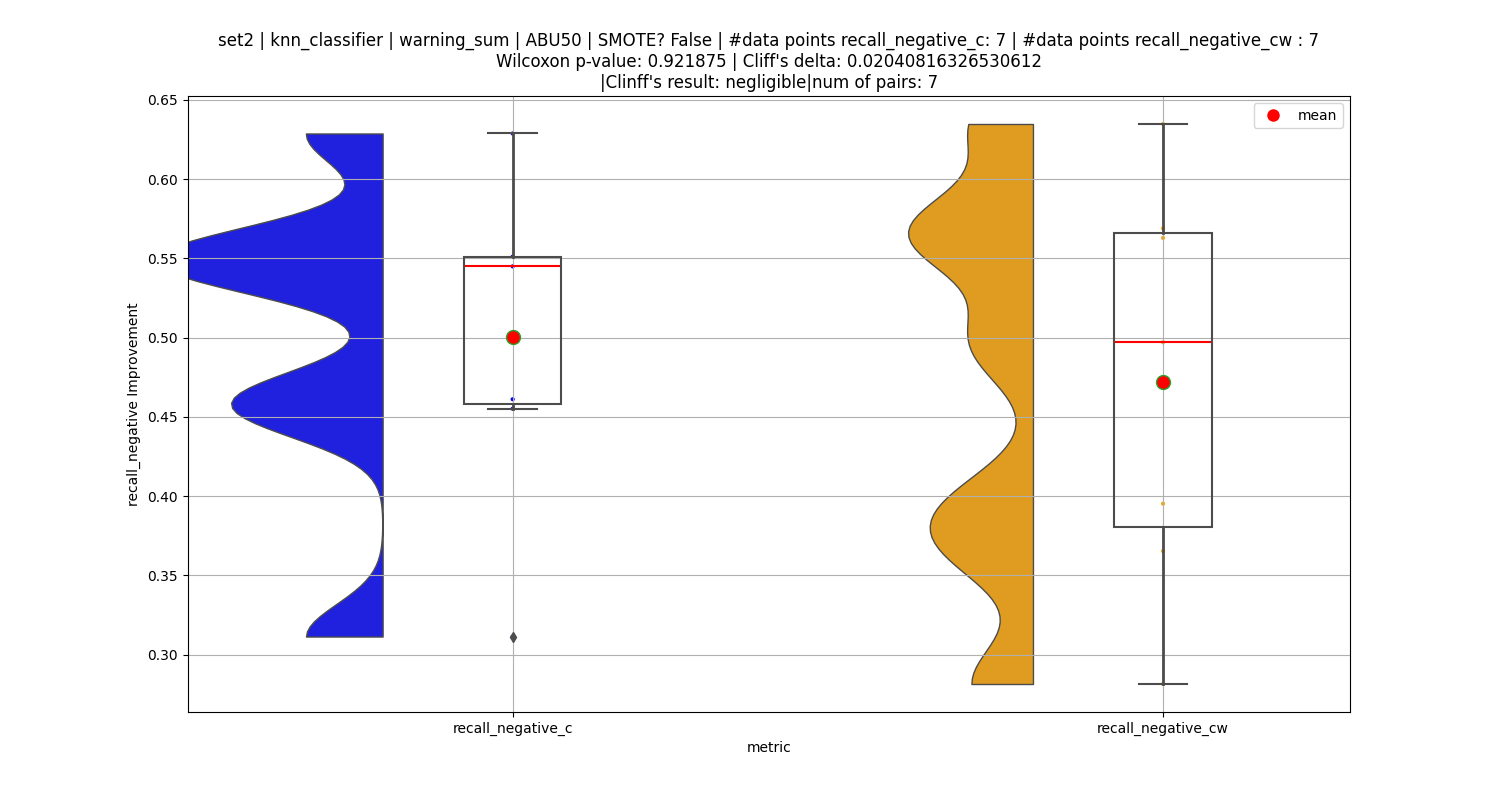 set2 | knn_classifier | warning_sum | ABU50 | SMOTE? False | #data points recall_negative_c: 7 | #data points recall_negative_cw : 7
Wilcoxon p-value: 0.921875 | Cliff's delta: 0.02040816326530612
|Clinff's result: negligible|num of pairs: 7
mean
0.65
0.60
0.55
0.50
0.45
0.40
0.35
0.30
recall_negative Improvement
recall_negative_c
recall_negative_cw
metric